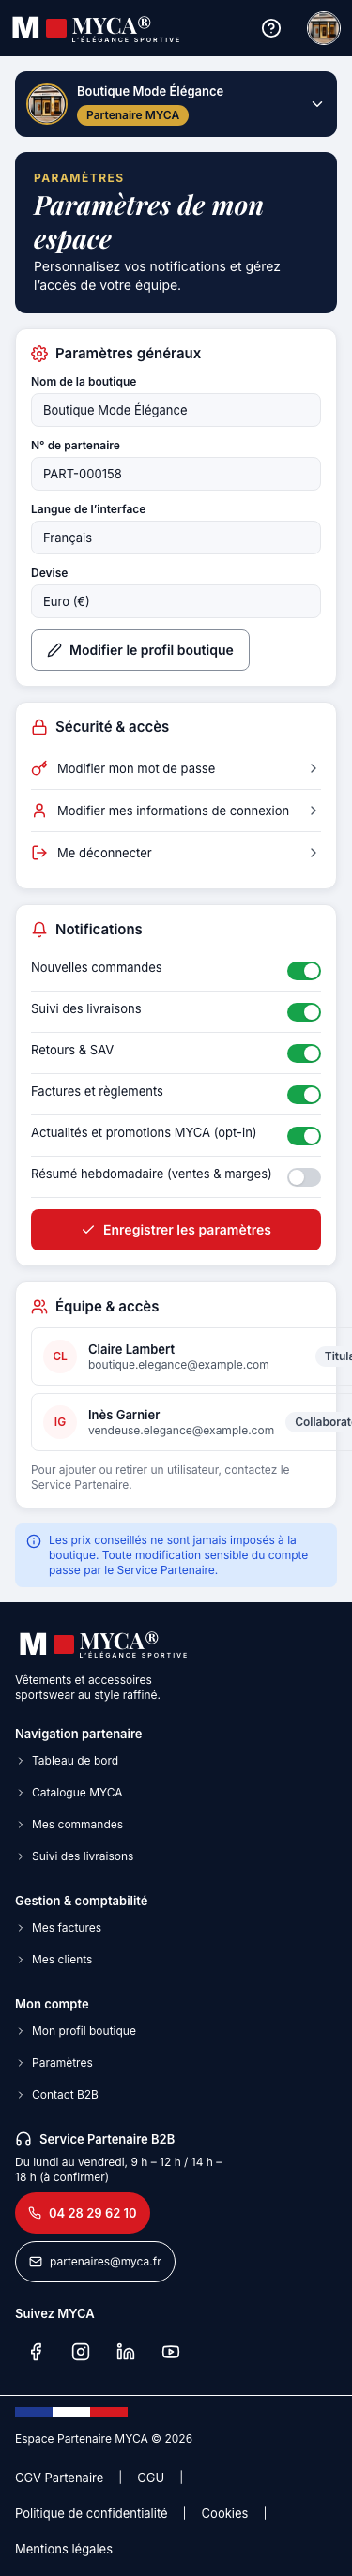 M MYCA®
L'ÉLÉGANCE SPORTIVE
Boutique Mode Élégance
Partenaire MYCA
PARAMÈTRES
Paramètres de mon
espace
Personnalisez vos notifications et gérez
l'accès de votre équipe.
Paramètres généraux
Nom de la boutique
Boutique Mode Élégance
N° de partenaire
PART-000158
Langue de l'interface
Français
Devise
Euro (€)
Modifier le profil boutique
Sécurité & accès
Modifier mon mot de passe
Modifier mes informations de connexion
Me déconnecter
Notifications
Nouvelles commandes
Suivi des livraisons
Retours & SAV
Factures et règlements
Actualités et promotions MYCA (opt-in)
Résumé hebdomadaire (ventes & marges)
Enregistrer les paramètres
Équipe & accès
CL
Claire Lambert
boutique.elegance@example.com
Titula
IG
Inès Garnier
vendeuse.elegance@example.com
Collaborat
Pour ajouter ou retirer un utilisateur, contactez le
Service Partenaire.
Les prix conseillés ne sont jamais imposés à la
boutique. Toute modification sensible du compte
passe par le Service Partenaire.
M MYCA®
L'ÉLÉGANCE SPORTIVE
Vêtements et accessoires
sportswear au style raffiné.
Navigation partenaire
Tableau de bord
Catalogue MYCA
Mes commandes
Suivi des livraisons
Gestion & comptabilité
Mes factures
Mes clients
Mon compte
Mon profil boutique
Paramètres
Contact B2B
Service Partenaire B2B
Du lundi au vendredi, 9 h – 12 h / 14 h –
18 h (à confirmer)
04 28 29 62 10
partenaires@myca.fr
Suivez MYCA
Espace Partenaire MYCA © 2026
CGV Partenaire | CGU |
Politique de confidentialité | Cookies |
Mentions légales